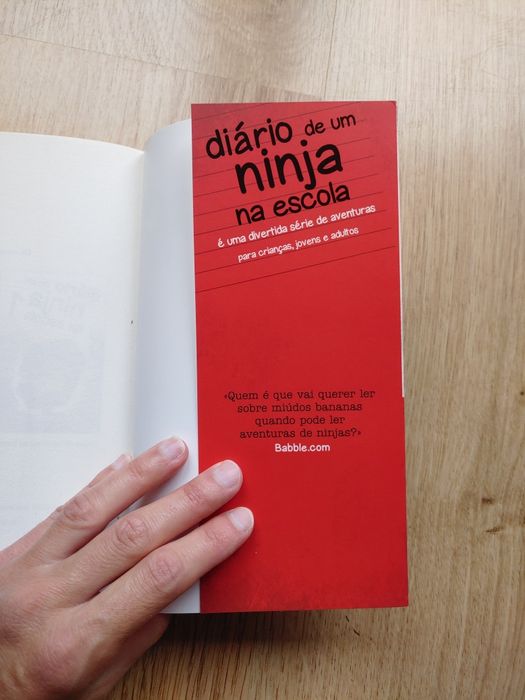 diário de um
ninja
na escola
é uma divertida série de aventuras
para crianças, jovens e adultos
«Quem é que vai querer ler
sobre miúdos bananas
quando pode ler
aventuras de ninjas?»
Babble.com